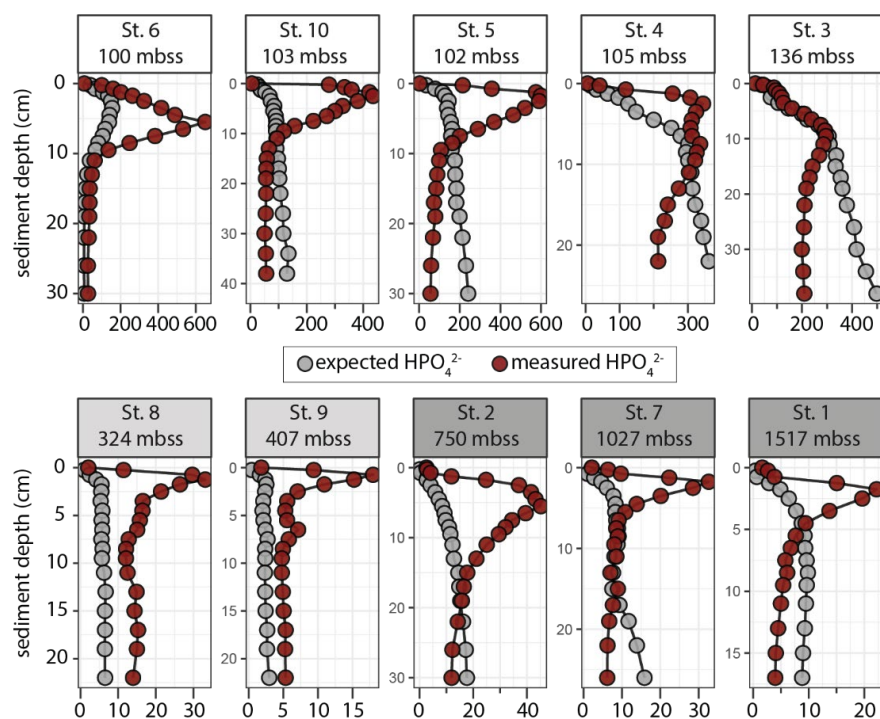 St. 6
100 mbss
St. 10
103 mbss
St. 5
102 mbss
St. 4
105 mbss
St. 3
136 mbss
sediment depth (cm)
0
10
20
30
0 200 400 600
0
10
20
30
40
0 200 400
0
10
20
30
0 200 400 600
0
10
20
0 100 300
0
10
20
30
0 200 400
expected HPO₄²⁻ measured HPO₄²⁻
St. 8
324 mbss
St. 9
407 mbss
St. 2
750 mbss
St. 7
1027 mbss
St. 1
1517 mbss
sediment depth (cm)
0
5
10
15
20
0 10 20 30
0
5
10
15
20
0 5 10 15
0
10
20
30
0 20 40
0
10
20
0 10 20 30
0
5
10
15
0 10 20